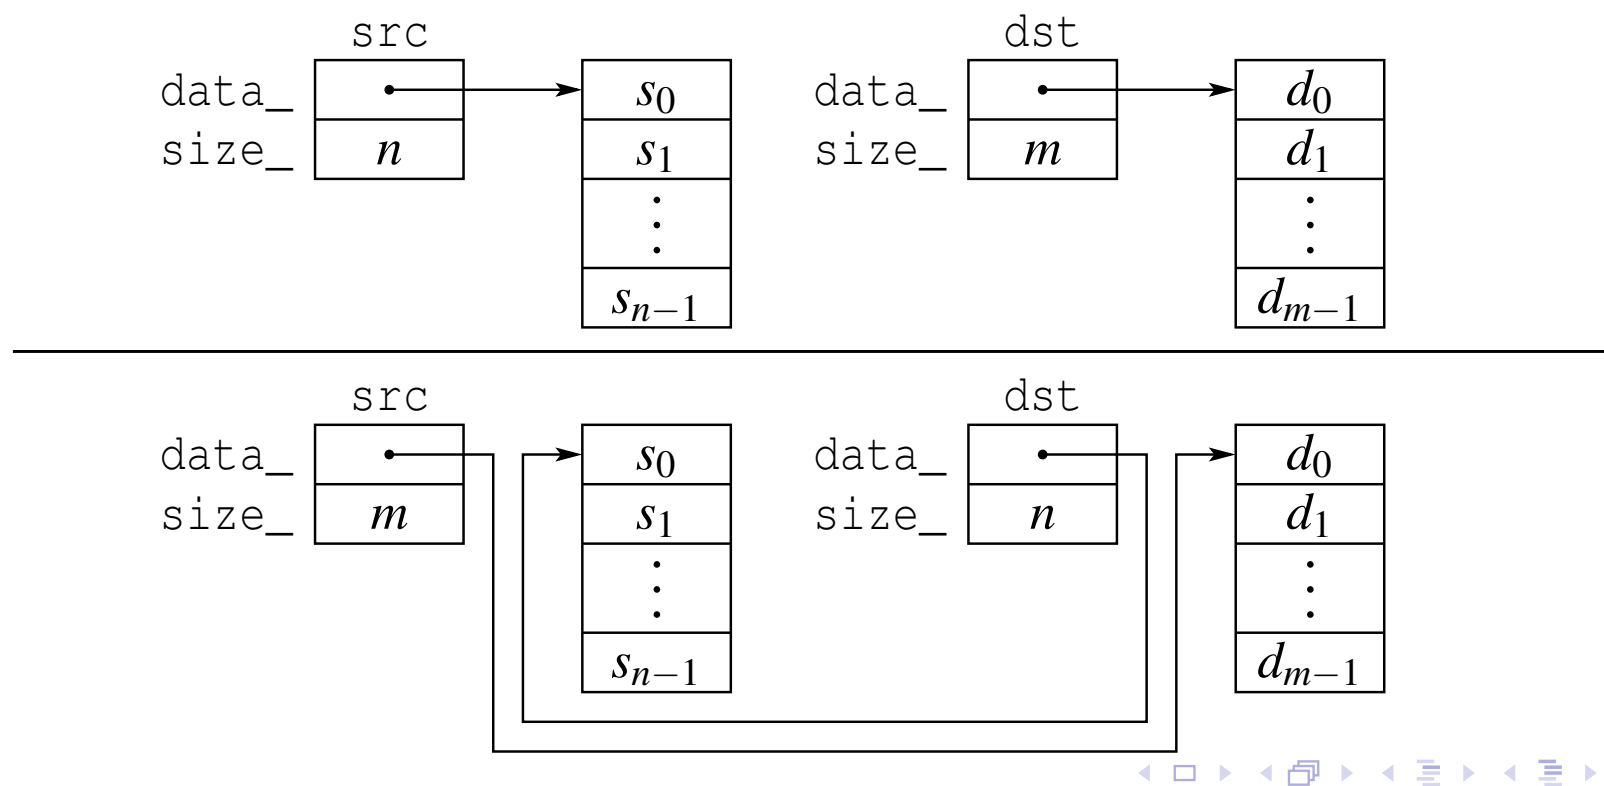 src dst
data_ s0 data_ d0
size_ n s1 size_ m d1
⋮ ⋮
sn−1 dm−1
src dst
data_ s0 data_ d0
size_ m s1 size_ n d1
⋮ ⋮
sn−1 dm−1